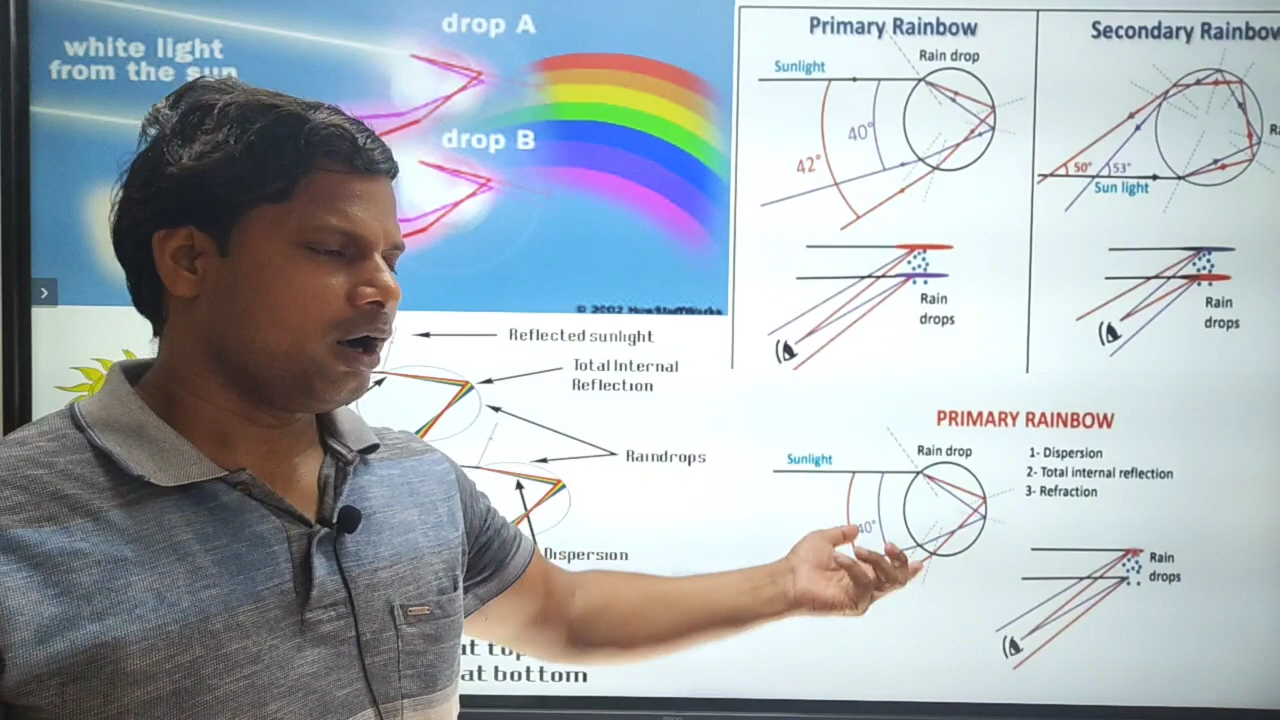 drop A
white light
from the sun
drop B
© 2002 HowStuffWorks
Reflected sunlight
Total Internal
Reflection
Raindrops
Dispersion
at bottom
Primary Rainbow
Sunlight
Rain drop
40°
42°
Rain
drops
Secondary Rainbow
50°
53°
Sun light
Rain
drops
PRIMARY RAINBOW
Sunlight
Rain drop
1- Dispersion
2- Total internal reflection
3- Refraction
40°
Rain
drops